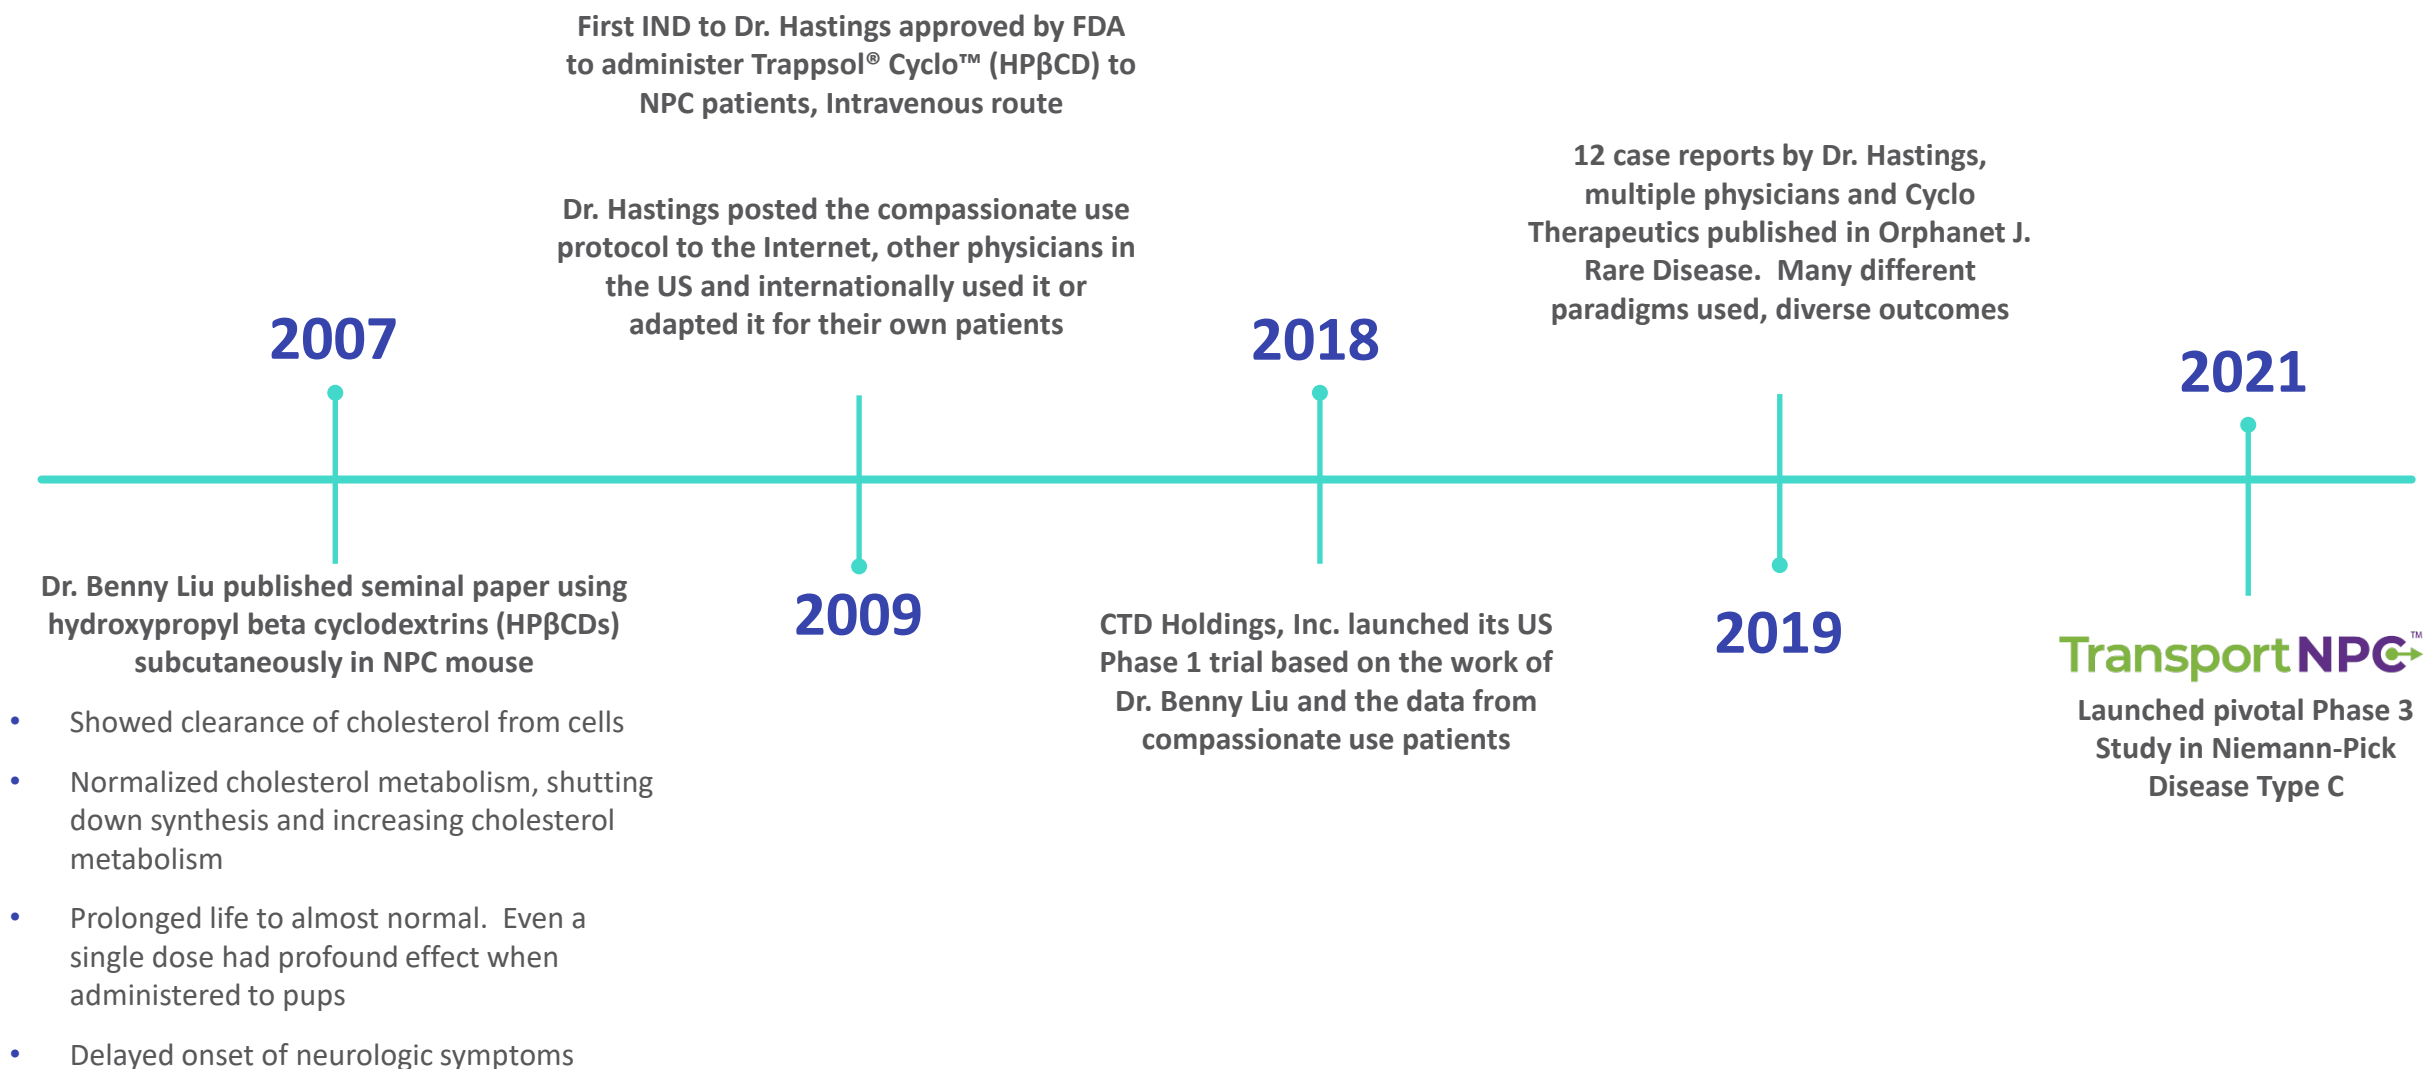 2007
Dr. Benny Liu published seminal paper using
hydroxypropyl beta cyclodextrins (HPβCDs)
subcutaneously in NPC mouse
• Showed clearance of cholesterol from cells
• Normalized cholesterol metabolism, shutting
down synthesis and increasing cholesterol
metabolism
• Prolonged life to almost normal.  Even a
single dose had profound effect when
administered to pups
• Delayed onset of neurologic symptoms
First IND to Dr. Hastings approved by FDA
to administer Trappsol® Cyclo™ (HPβCD) to
NPC patients, Intravenous route
Dr. Hastings posted the compassionate use
protocol to the Internet, other physicians in
the US and internationally used it or
adapted it for their own patients
2009
2018
CTD Holdings, Inc. launched its US
Phase 1 trial based on the work of
Dr. Benny Liu and the data from
compassionate use patients
12 case reports by Dr. Hastings,
multiple physicians and Cyclo
Therapeutics published in Orphanet J.
Rare Disease.  Many different
paradigms used, diverse outcomes
2019
2021
TransportNPC™
Launched pivotal Phase 3
Study in Niemann-Pick
Disease Type C